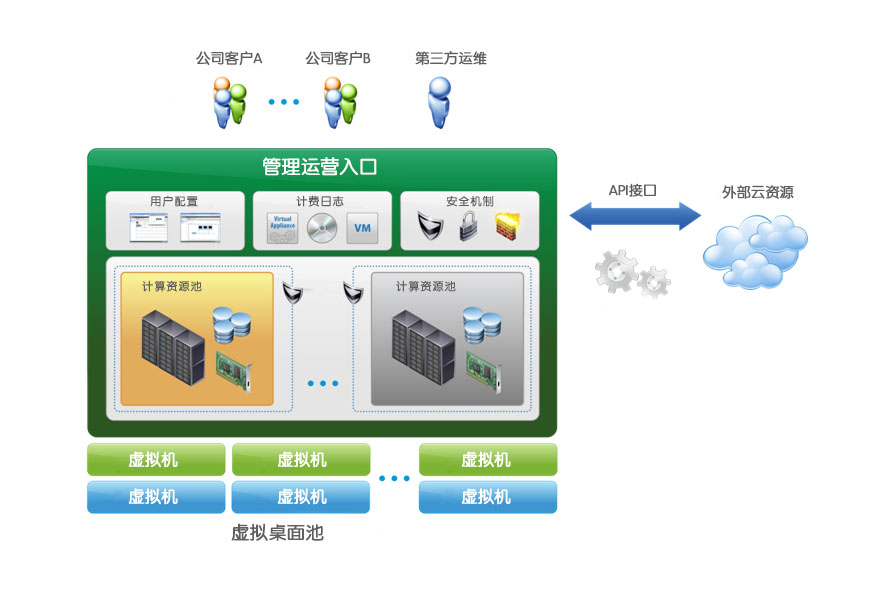 公司客户A
公司客户B
第三方运维
管理运营入口
用户配置
计费日志
安全机制
Virtual
Appliance
VM
API接口
外部云资源
计算资源池
计算资源池
虚拟机
虚拟机
虚拟机
虚拟机
虚拟机
虚拟机
虚拟桌面池